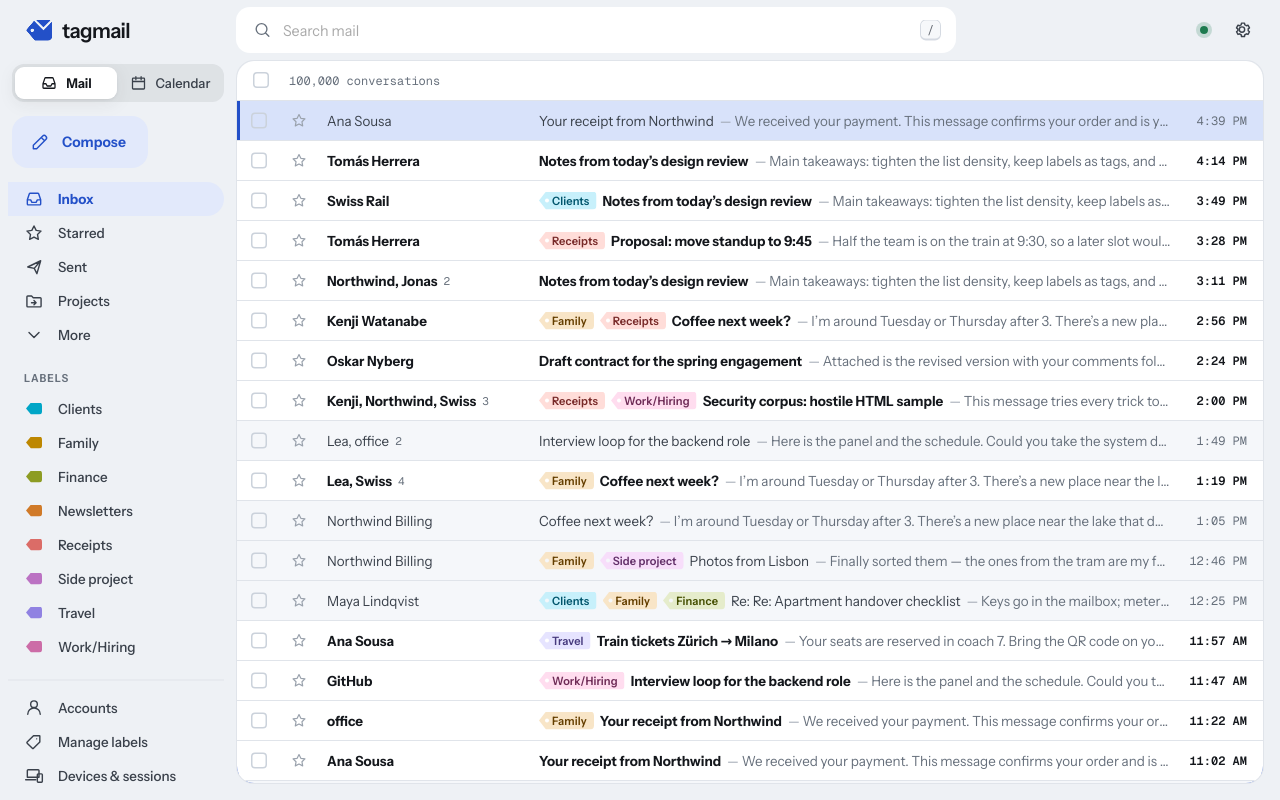 tagmail
Search mail
/
Mail
Calendar
Compose
Inbox
Starred
Sent
Projects
More
LABELS
Clients
Family
Finance
Newsletters
Receipts
Side project
Travel
Work/Hiring
Accounts
Manage labels
Devices & sessions
100,000 conversations
Ana Sousa Your receipt from Northwind — We received your payment. This message confirms your order and is y… 4:39 PM
Tomás Herrera Notes from today’s design review — Main takeaways: tighten the list density, keep labels as tags, and … 4:14 PM
Swiss Rail Clients Notes from today’s design review — Main takeaways: tighten the list density, keep labels as… 3:49 PM
Tomás Herrera Receipts Proposal: move standup to 9:45 — Half the team is on the train at 9:30, so a later slot woul… 3:28 PM
Northwind, Jonas 2 Notes from today’s design review — Main takeaways: tighten the list density, keep labels as tags, and … 3:11 PM
Kenji Watanabe Family Receipts Coffee next week? — I’m around Tuesday or Thursday after 3. There’s a new pla… 2:56 PM
Oskar Nyberg Draft contract for the spring engagement — Attached is the revised version with your comments fol… 2:24 PM
Kenji, Northwind, Swiss 3 Receipts Work/Hiring Security corpus: hostile HTML sample — This message tries every trick to… 2:00 PM
Lea, office 2 Interview loop for the backend role — Here is the panel and the schedule. Could you take the system d… 1:49 PM
Lea, Swiss 4 Family Coffee next week? — I’m around Tuesday or Thursday after 3. There’s a new place near the l… 1:19 PM
Northwind Billing Coffee next week? — I’m around Tuesday or Thursday after 3. There’s a new place near the lake that d… 1:05 PM
Northwind Billing Family Side project Photos from Lisbon — Finally sorted them — the ones from the tram are my f… 12:46 PM
Maya Lindqvist Clients Family Finance Re: Re: Apartment handover checklist — Keys go in the mailbox; meter… 12:25 PM
Ana Sousa Travel Train tickets Zürich → Milano — Your seats are reserved in coach 7. Bring the QR code on yo… 11:57 AM
GitHub Work/Hiring Interview loop for the backend role — Here is the panel and the schedule. Could you t… 11:47 AM
office Family Your receipt from Northwind — We received your payment. This message confirms your or… 11:22 AM
Ana Sousa Your receipt from Northwind — We received your payment. This message confirms your order and is … 11:02 AM